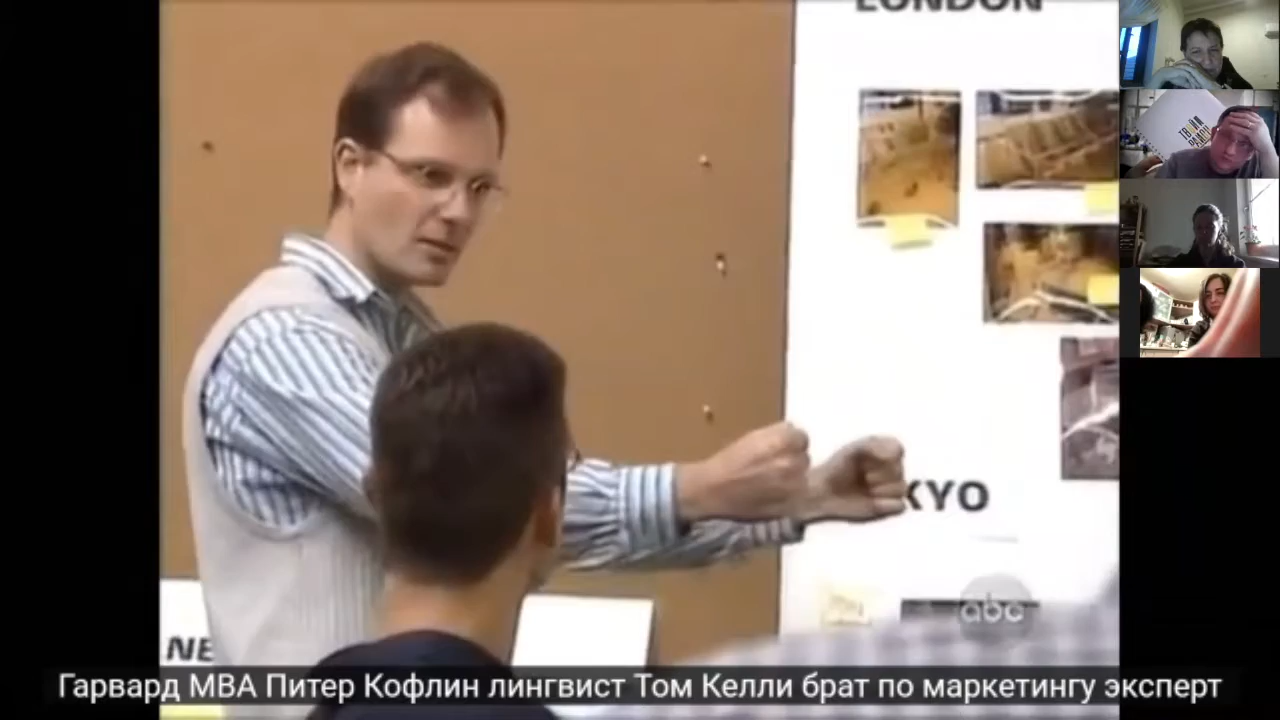 LONDON
KYO
abc
NE
Гарвард MBA Питер Кофлин лингвист Том Келли брат по маркетингу эксперт